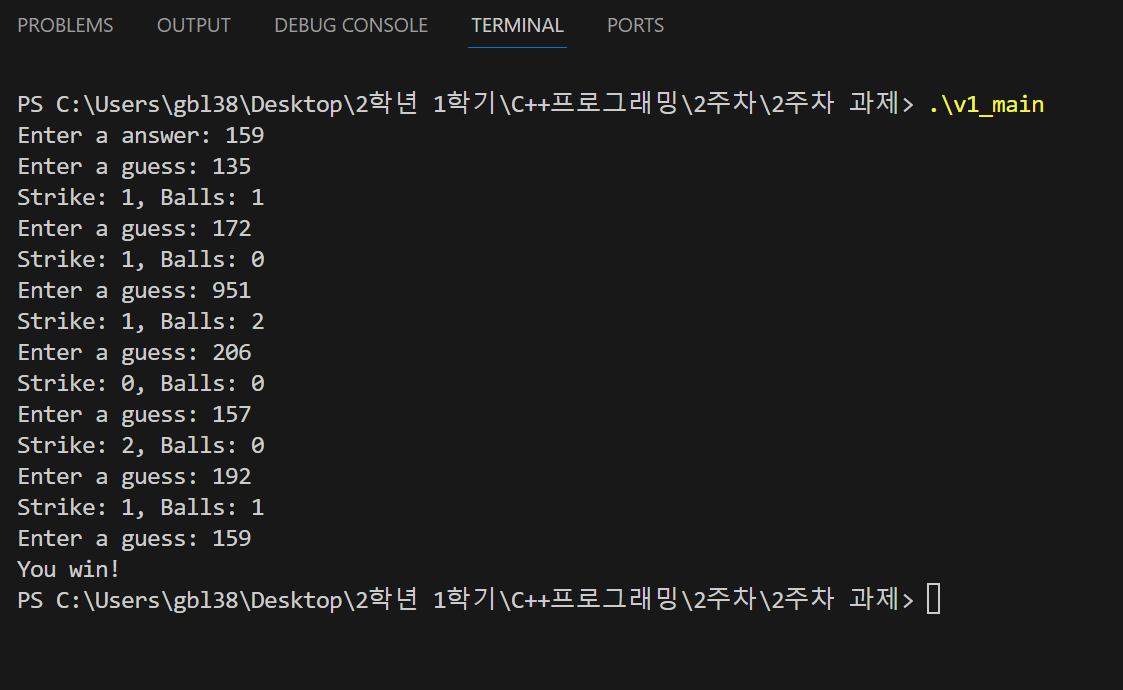 PROBLEMS OUTPUT DEBUG CONSOLE TERMINAL PORTS
PS C:\Users\gbl38\Desktop\2학년 1학기\C++프로그래밍\2주차\2주차 과제> .\v1_main
Enter a answer: 159
Enter a guess: 135
Strike: 1, Balls: 1
Enter a guess: 172
Strike: 1, Balls: 0
Enter a guess: 951
Strike: 1, Balls: 2
Enter a guess: 206
Strike: 0, Balls: 0
Enter a guess: 157
Strike: 2, Balls: 0
Enter a guess: 192
Strike: 1, Balls: 1
Enter a guess: 159
You win!
PS C:\Users\gbl38\Desktop\2학년 1학기\C++프로그래밍\2주차\2주차 과제>